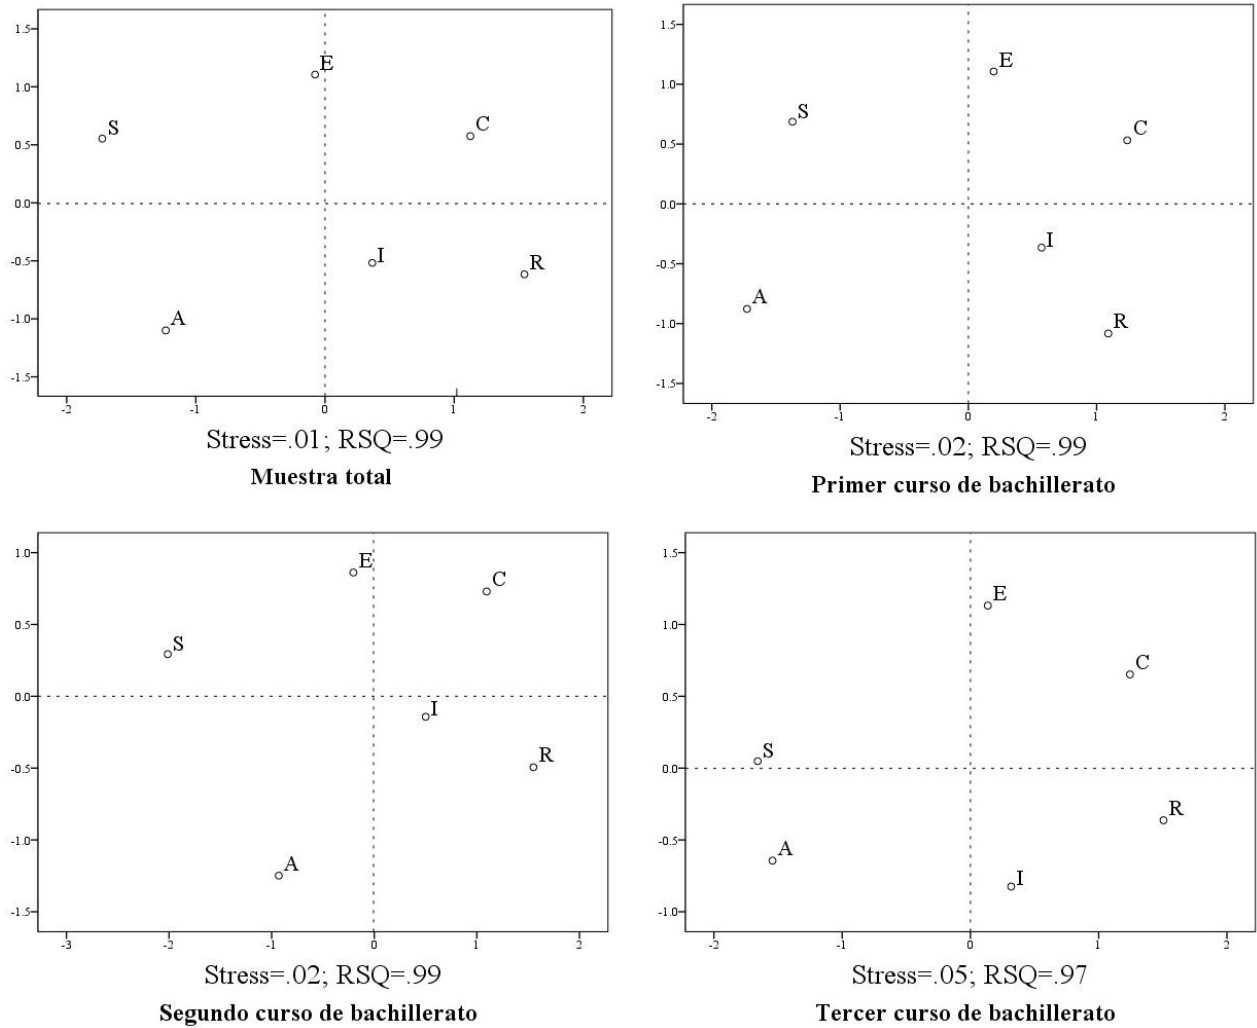 1.5
E
1.0
S
C
0.5
0.0
I
R
-0.5
A
-1.0
-1.5
-2 -1 0 1 2
Stress=.01; RSQ=.99
Muestra total
1.5
E
1.0
S
C
0.5
0.0
I
-0.5
A
R
-1.0
-1.5
-2 -1 0 1 2
Stress=.02; RSQ=.99
Primer curso de bachillerato
1.0
E
C
0.5
S
0.0
I
R
-0.5
A
-1.0
-1.5
-3 -2 -1 0 1 2
Stress=.02; RSQ=.99
Segundo curso de bachillerato
1.5
E
1.0
C
0.5
S
0.0
R
-0.5
A
I
-1.0
-2 -1 0 1 2
Stress=.05; RSQ=.97
Tercer curso de bachillerato